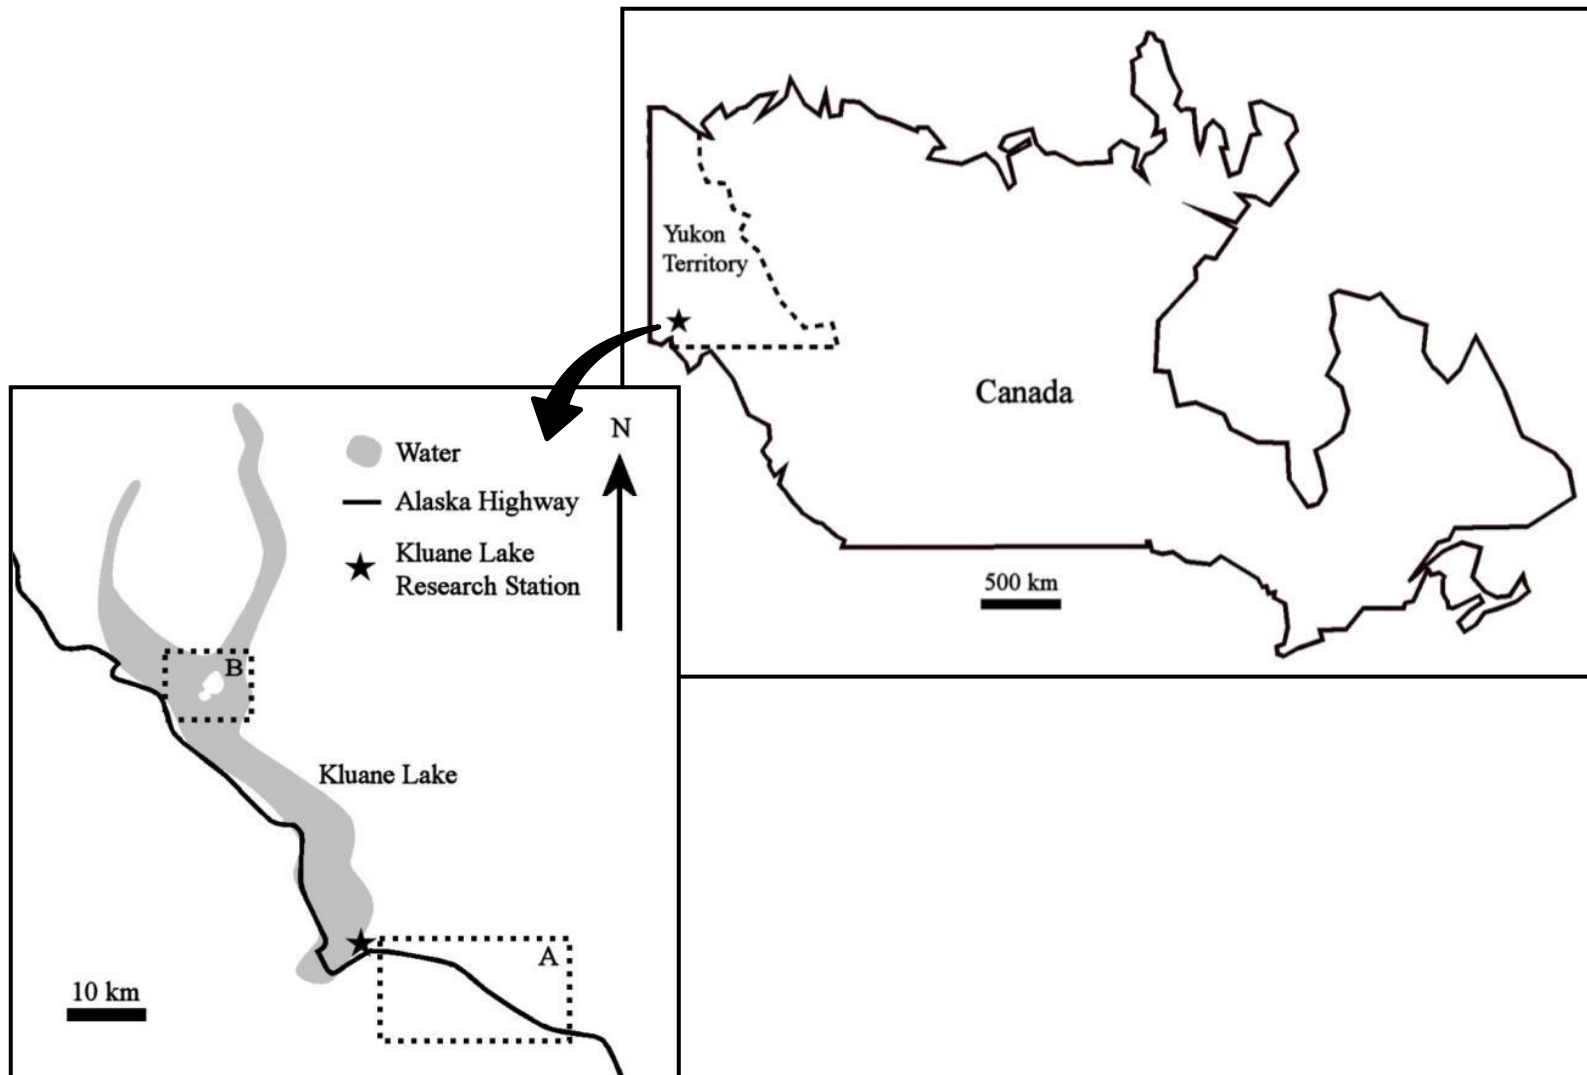 Yukon
Territory
Canada
500 km
N
Water
Alaska Highway
Kluane Lake
Research Station
B
Kluane Lake
A
10 km